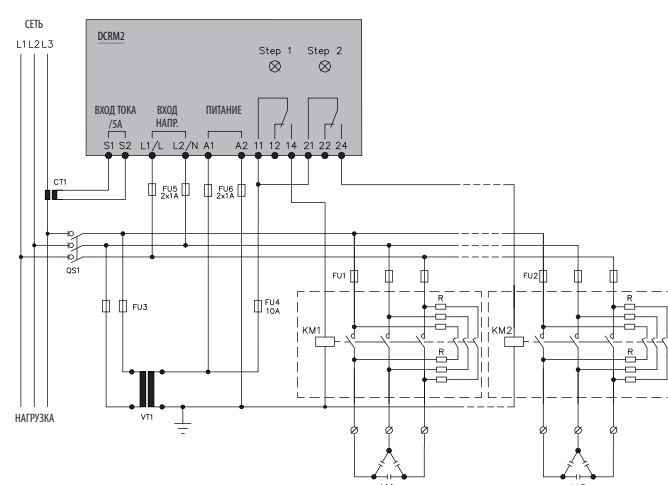 СЕТЬ
L1 L2 L3
DCRM2
Step 1 Step 2
ВХОД ТОКА /5A
ВХОД НАПР.
ПИТАНИЕ
S1 S2 L1/L L2/N A1 A2 11 12 14 21 22 24
CT1
FU5 2x1A
FU6 2x1A
QS1
FU1
FU2
FU3
FU4 10A
R
R
KM1
KM2
R
R
VT1
НАГРУЗКА